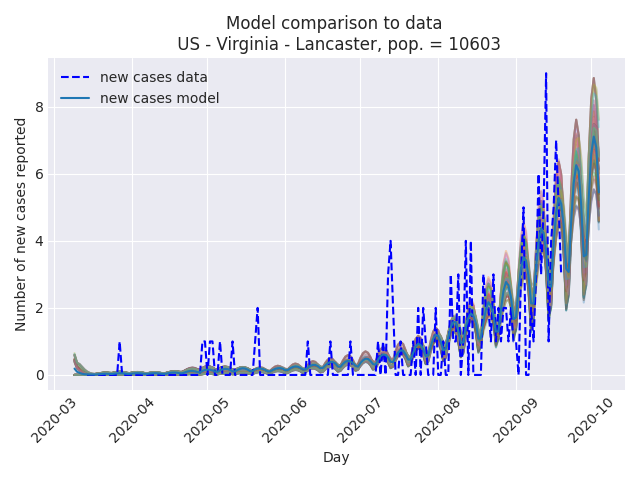 Model comparison to data
US - Virginia - Lancaster, pop. = 10603
new cases data
new cases model
Number of new cases reported
8
6
4
2
0
2020-03
2020-04
2020-05
2020-06
2020-07
2020-08
2020-09
2020-10
Day